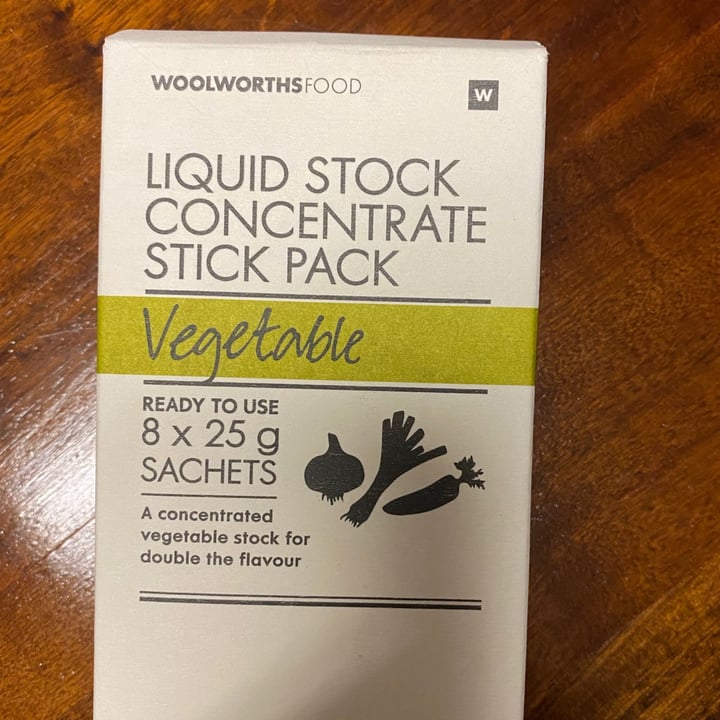 WOOLWORTHSFOOD
W
LIQUID STOCK
CONCENTRATE
STICK PACK
Vegetable
READY TO USE
8 x 25 g
SACHETS
A concentrated
vegetable stock for
double the flavour